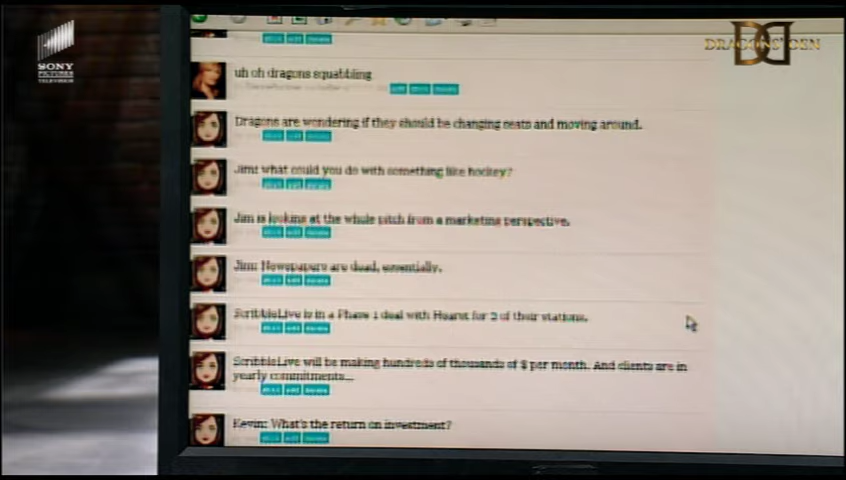 SONY
PICTURES
TELEVISION
DRAGONS' DEN
uh oh dragons squabbling
Dragons are wondering if they should be changing seats and moving around.
Jim: what could you do with something like hockey?
Jim is looking at the whole pitch from a marketing perspective.
Jim: Newspapers are dead, essentially.
ScribbleLive is in a Phase 1 deal with Hearst for 2 of their stations.
ScribbleLive will be making hundreds of thousands of $ per month. And clients are in
yearly commitments...
Kevin: What's the return on investment?